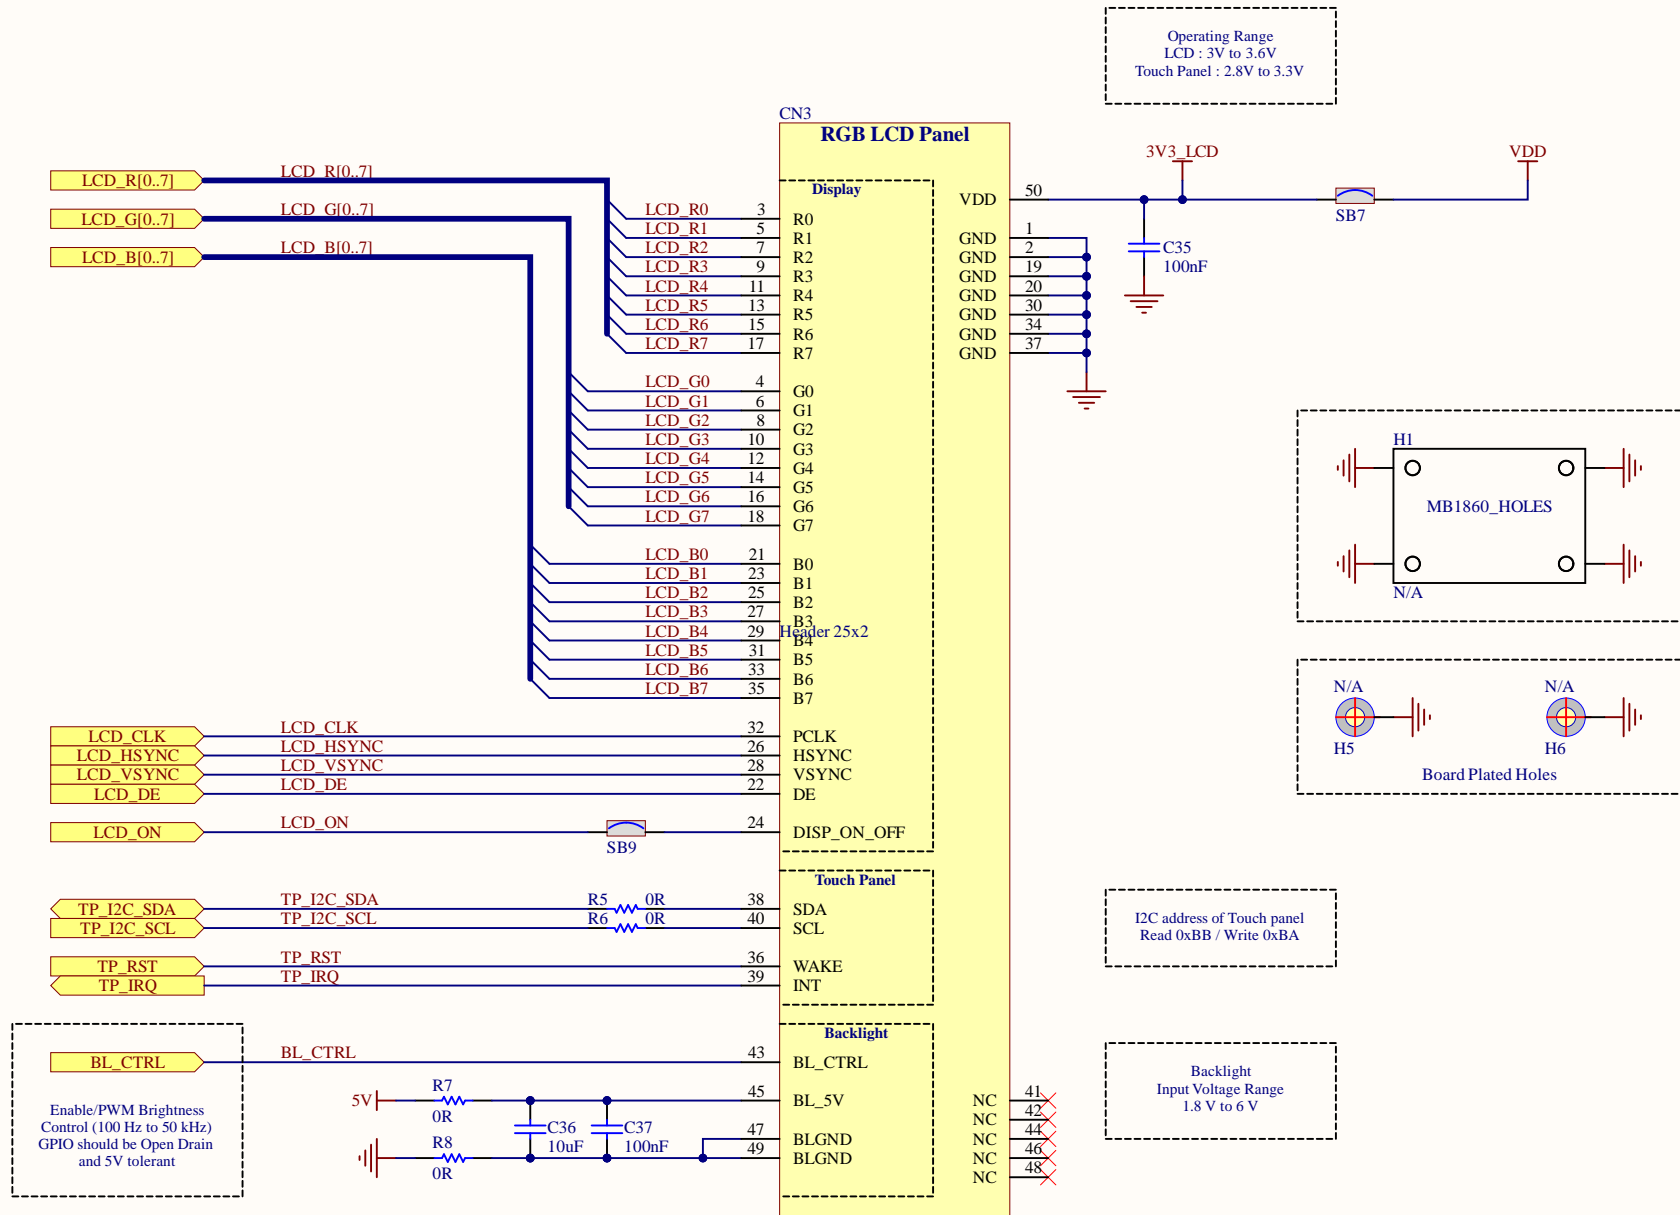 Operating Range
LCD : 3V to 3.6V
Touch Panel : 2.8V to 3.3V
CN3
RGB LCD Panel
3V3_LCD
VDD
LCD_R[0..7]
LCD_R[0..7]
Display
LCD_G[0..7]
LCD_G[0..7]
LCD_B[0..7]
LCD_B[0..7]
VDD 50
SB7
C35
100nF
LCD_R0 3 R0
LCD_R1 5 R1
LCD_R2 7 R2
LCD_R3 9 R3
LCD_R4 11 R4
LCD_R5 13 R5
LCD_R6 15 R6
LCD_R7 17 R7
GND 1
GND 2
GND 19
GND 20
GND 30
GND 34
GND 37
LCD_G0 4 G0
LCD_G1 6 G1
LCD_G2 8 G2
LCD_G3 10 G3
LCD_G4 12 G4
LCD_G5 14 G5
LCD_G6 16 G6
LCD_G7 18 G7
H1
MB1860_HOLES
N/A
LCD_B0 21 B0
LCD_B1 23 B1
LCD_B2 25 B2
LCD_B3 27 B3
Header 25x2
LCD_B4 29 B4
LCD_B5 31 B5
LCD_B6 33 B6
LCD_B7 35 B7
N/A
H5
N/A
H6
Board Plated Holes
LCD_CLK LCD_CLK 32 PCLK
LCD_HSYNC LCD_HSYNC 26 HSYNC
LCD_VSYNC LCD_VSYNC 28 VSYNC
LCD_DE LCD_DE 22 DE
LCD_ON LCD_ON 24 DISP_ON_OFF
SB9
Touch Panel
TP_I2C_SDA TP_I2C_SDA R5 0R 38 SDA
TP_I2C_SCL TP_I2C_SCL R6 0R 40 SCL
TP_RST TP_RST 36 WAKE
TP_IRQ TP_IRQ 39 INT
I2C address of Touch panel
Read 0xBB / Write 0xBA
Backlight
BL_CTRL BL_CTRL 43 BL_CTRL
Enable/PWM Brightness
Control (100 Hz to 50 kHz)
GPIO should be Open Drain
and 5V tolerant
5V R7 0R 45 BL_5V
C36
10uF
C37
100nF
R8 0R
47 BLGND
49 BLGND
NC 41
NC 42
NC 44
NC 46
NC 48
Backlight
Input Voltage Range
1.8 V to 6 V